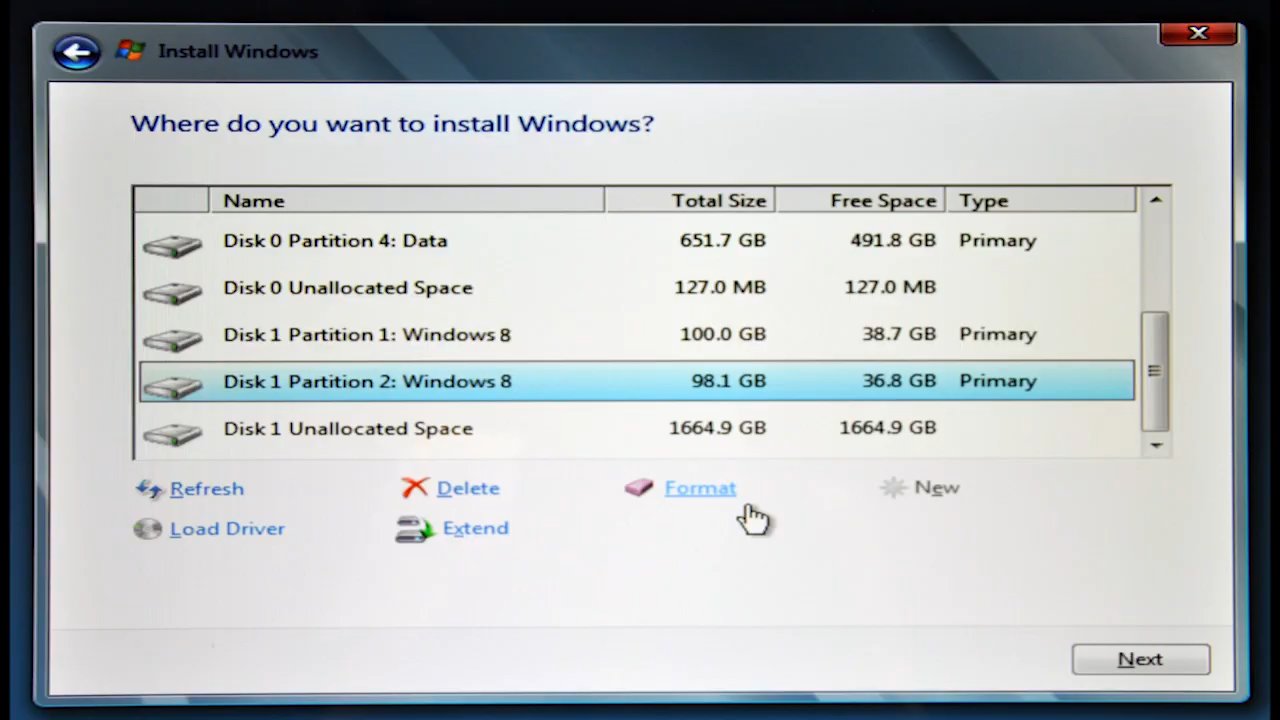 Install Windows
Where do you want to install Windows?
Name Total Size Free Space Type
Disk 0 Partition 4: Data 651.7 GB 491.8 GB Primary
Disk 0 Unallocated Space 127.0 MB 127.0 MB
Disk 1 Partition 1: Windows 8 100.0 GB 38.7 GB Primary
Disk 1 Partition 2: Windows 8 98.1 GB 36.8 GB Primary
Disk 1 Unallocated Space 1664.9 GB 1664.9 GB
Refresh Delete Format New
Load Driver Extend
Next